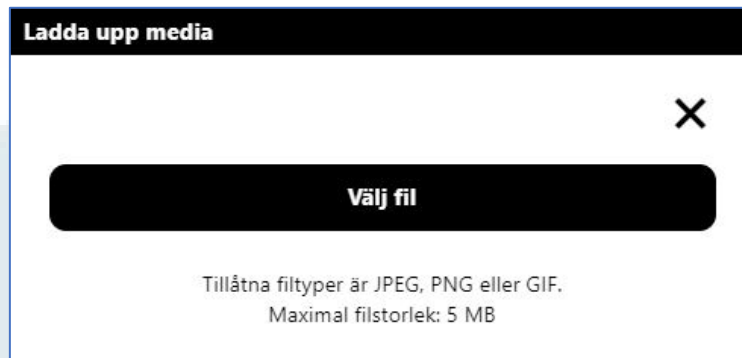 Ladda upp media
Välj fil
Tillåtna filtyper är JPEG, PNG eller GIF.
Maximal filstorlek: 5 MB